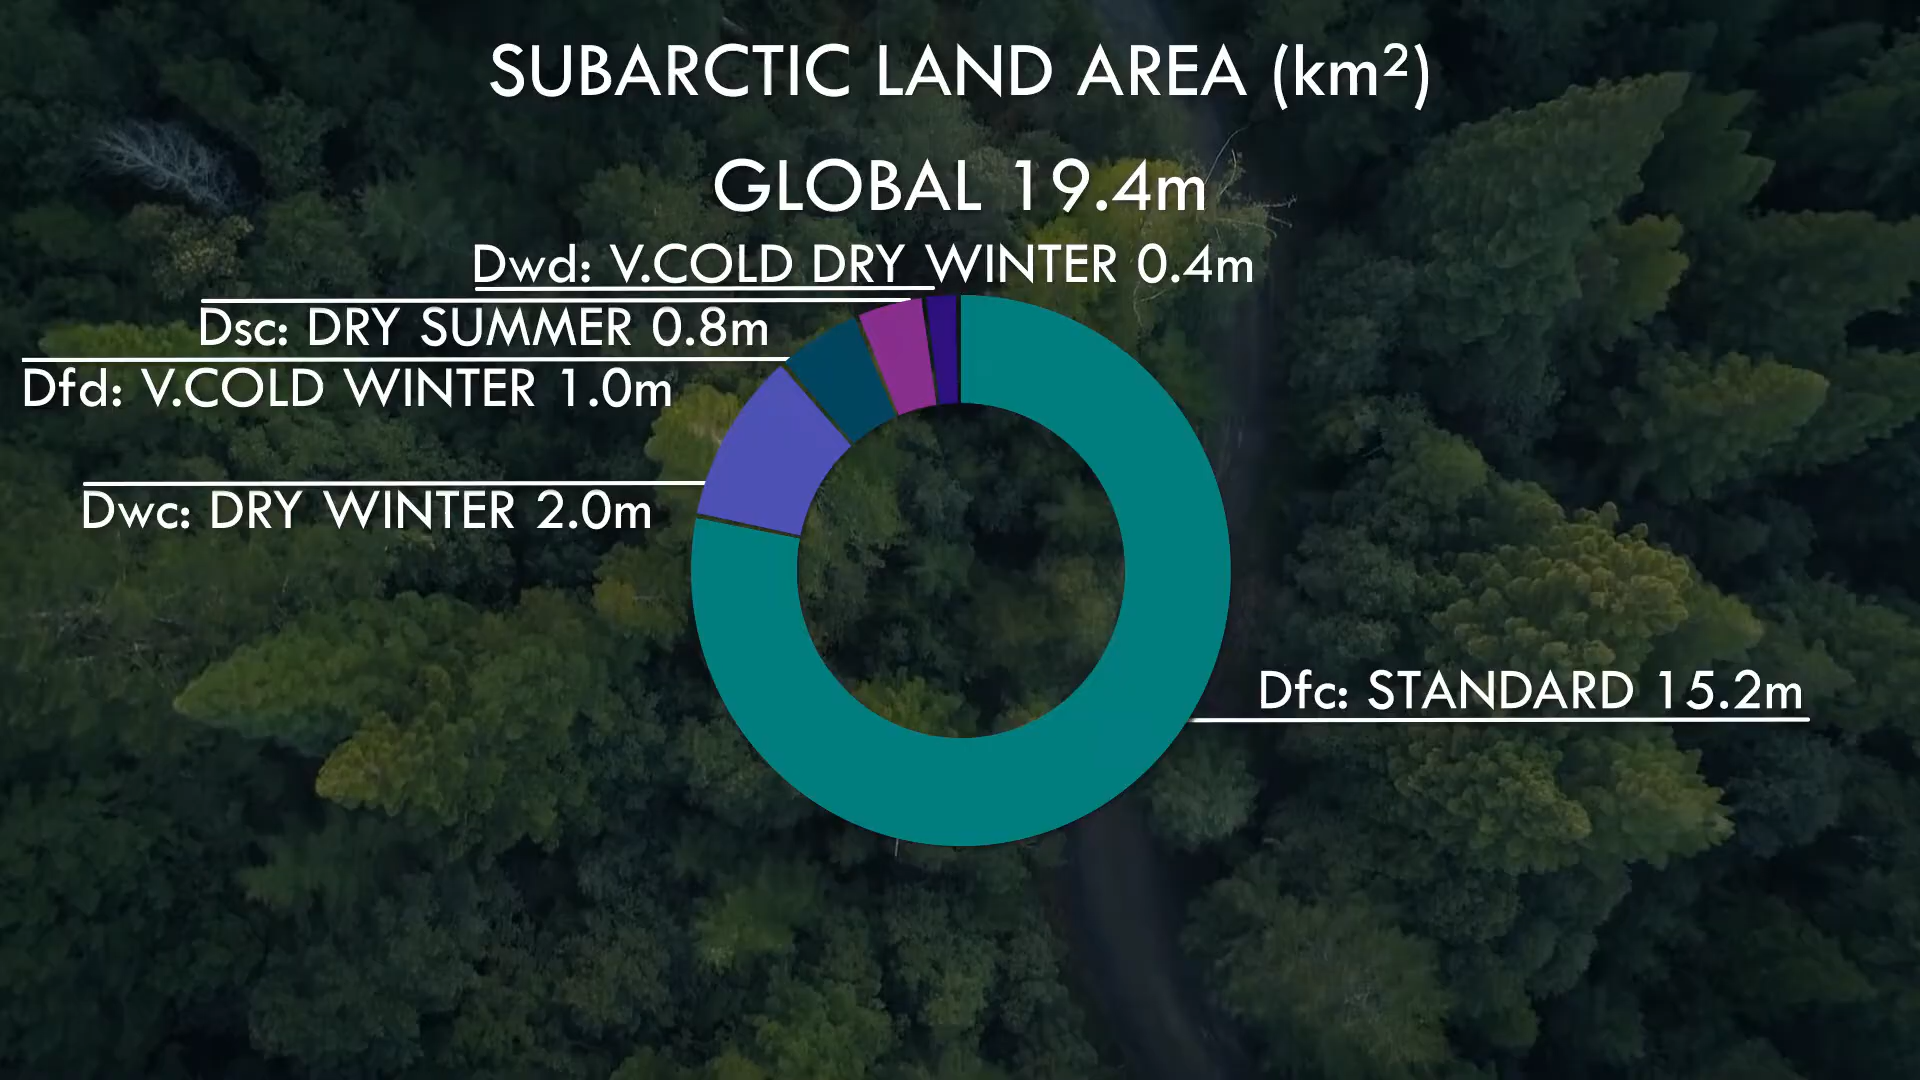 SUBARCTIC LAND AREA (km²)
GLOBAL 19.4m
Dwd: V.COLD DRY WINTER 0.4m
Dsc: DRY SUMMER 0.8m
Dfd: V.COLD WINTER 1.0m
Dwc: DRY WINTER 2.0m
Dfc: STANDARD 15.2m